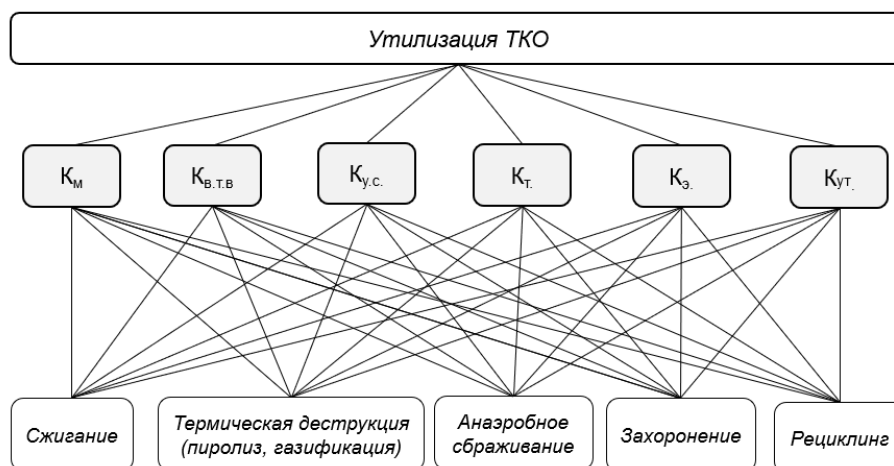 Утилизация ТКО
Км
Кв.т.в
Ку.с.
Кт.
Кэ.
Кут.
Сжигание
Термическая деструкция
(пиролиз, газификация)
Анаэробное
сбраживание
Захоронение
Рециклинг